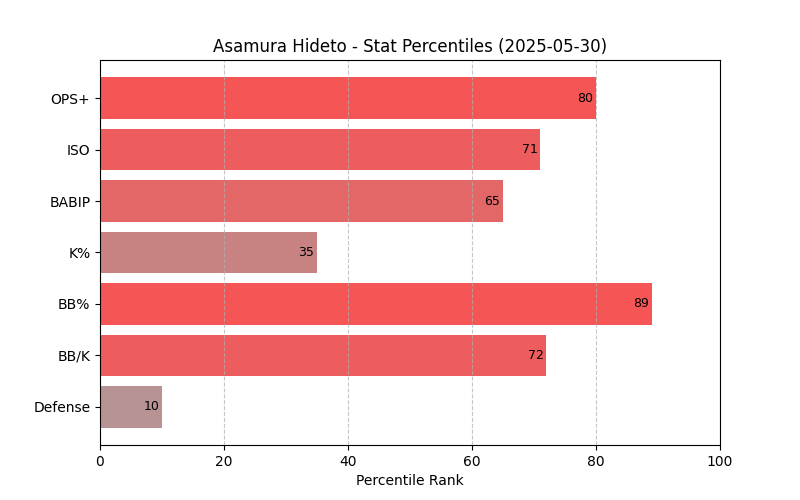 Asamura Hideto - Stat Percentiles (2025-05-30)
OPS+ 80
ISO 71
BABIP 65
K% 35
BB% 89
BB/K 72
Defense 10
0 20 40 60 80 100
Percentile Rank